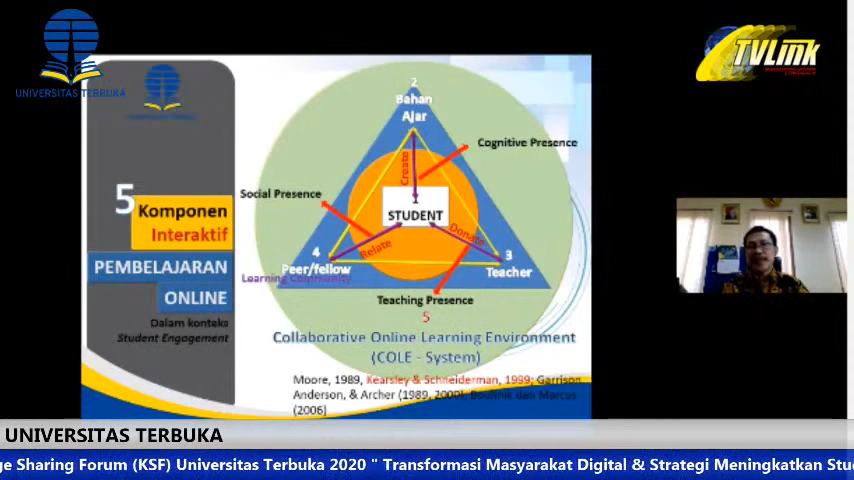 UNIVERSITAS TERBUKA
TVLink
5
Komponen
Interaktif
PEMBELAJARAN
ONLINE
Dalam konteks
Student Engagement
2
Bahan
Ajar
Cognitive Presence
Create
Social Presence
1
STUDENT
Relate
Donate
4
Peer/fellow
Learning Community
3
Teacher
Teaching Presence
5
Collaborative Online Learning Environment
(COLE - System)
Moore, 1989, Kearsley & Schneiderman, 1999; Garrison
Anderson, & Archer (1989, 2000), Boulinik dan Marcus
(2006)
UNIVERSITAS TERBUKA
ge Sharing Forum (KSF) Universitas Terbuka 2020 " Transformasi Masyarakat Digital & Strategi Meningkatkan Stu